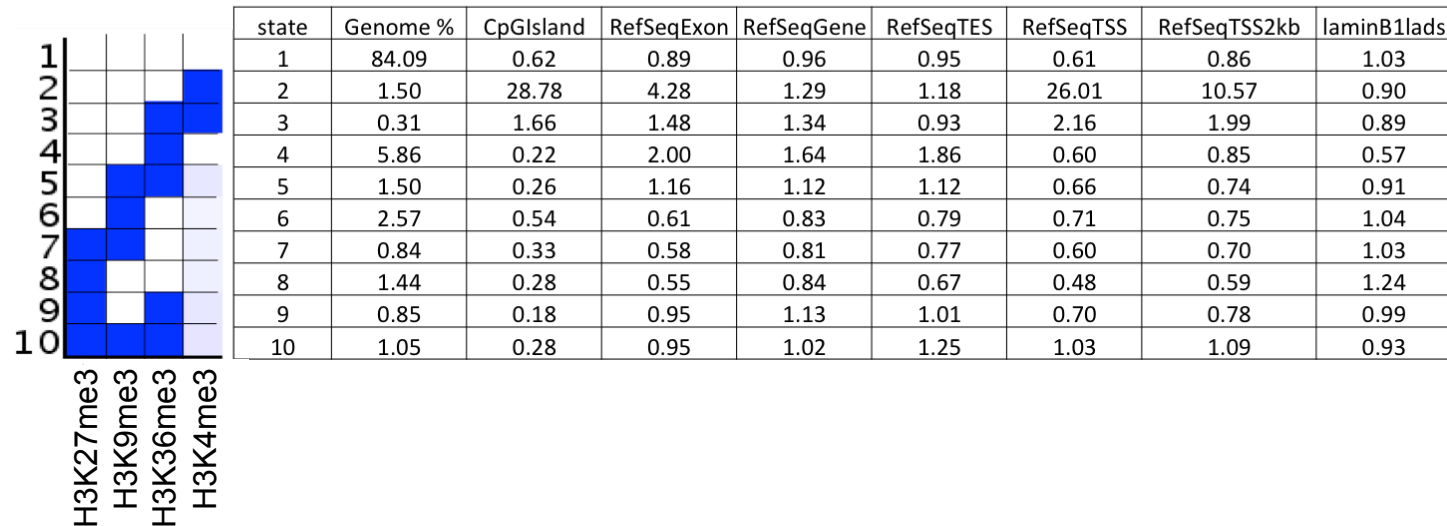 state Genome % CpGIsland RefSeqExon RefSeqGene RefSeqTES RefSeqTSS RefSeqTSS2kb laminB1lads
1 1 84.09 0.62 0.89 0.96 0.95 0.61 0.86 1.03
2 2 1.50 28.78 4.28 1.29 1.18 26.01 10.57 0.90
3 3 0.31 1.66 1.48 1.34 0.93 2.16 1.99 0.89
4 4 5.86 0.22 2.00 1.64 1.86 0.60 0.85 0.57
5 5 1.50 0.26 1.16 1.12 1.12 0.66 0.74 0.91
6 6 2.57 0.54 0.61 0.83 0.79 0.71 0.75 1.04
7 7 0.84 0.33 0.58 0.81 0.77 0.60 0.70 1.03
8 8 1.44 0.28 0.55 0.84 0.67 0.48 0.59 1.24
9 9 0.85 0.18 0.95 1.13 1.01 0.70 0.78 0.99
10 10 1.05 0.28 0.95 1.02 1.25 1.03 1.09 0.93
H3K27me3
H3K9me3
H3K36me3
H3K4me3